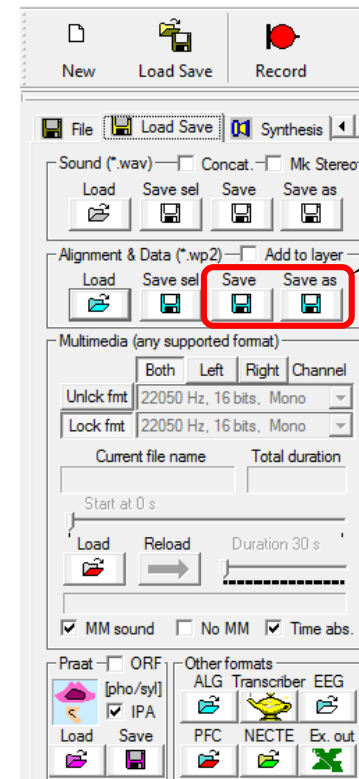 New Load Save Record
File Load Save Synthesis
Sound (*.wav) Concat. Mk Stereo
Load Save sel Save Save as
Alignment & Data (*.wp2) Add to layer
Load Save sel Save Save as
Multimedia (any supported format)
Both Left Right Channel
Unlck fmt 22050 Hz, 16 bits, Mono
Lock fmt 22050 Hz, 16 bits, Mono
Current file name Total duration
Start at 0 s
Load Reload Duration 30 s
MM sound No MM Time abs.
Praat ORF Other formats
ALG Transcriber EEG
[pho/syl]
IPA
Load Save PFC NECTE Ex. out